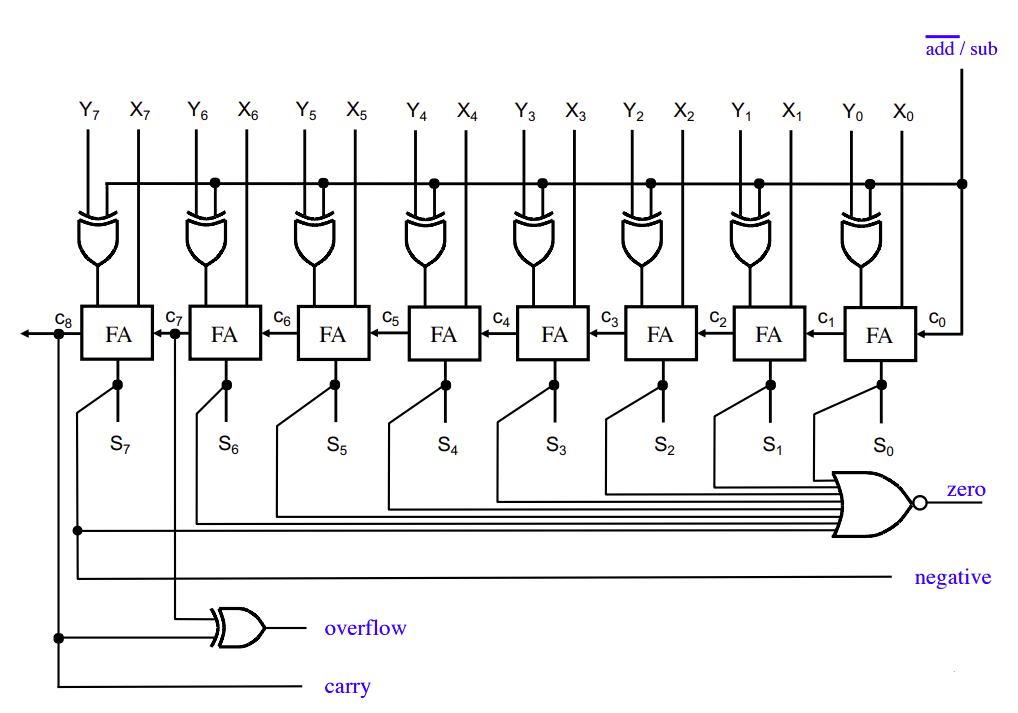 add / sub
Y7 X7 Y6 X6 Y5 X5 Y4 X4 Y3 X3 Y2 X2 Y1 X1 Y0 X0
c8 FA c7 FA c6 FA c5 FA c4 FA c3 FA c2 FA c1 FA c0
S7 S6 S5 S4 S3 S2 S1 S0
zero
negative
overflow
carry